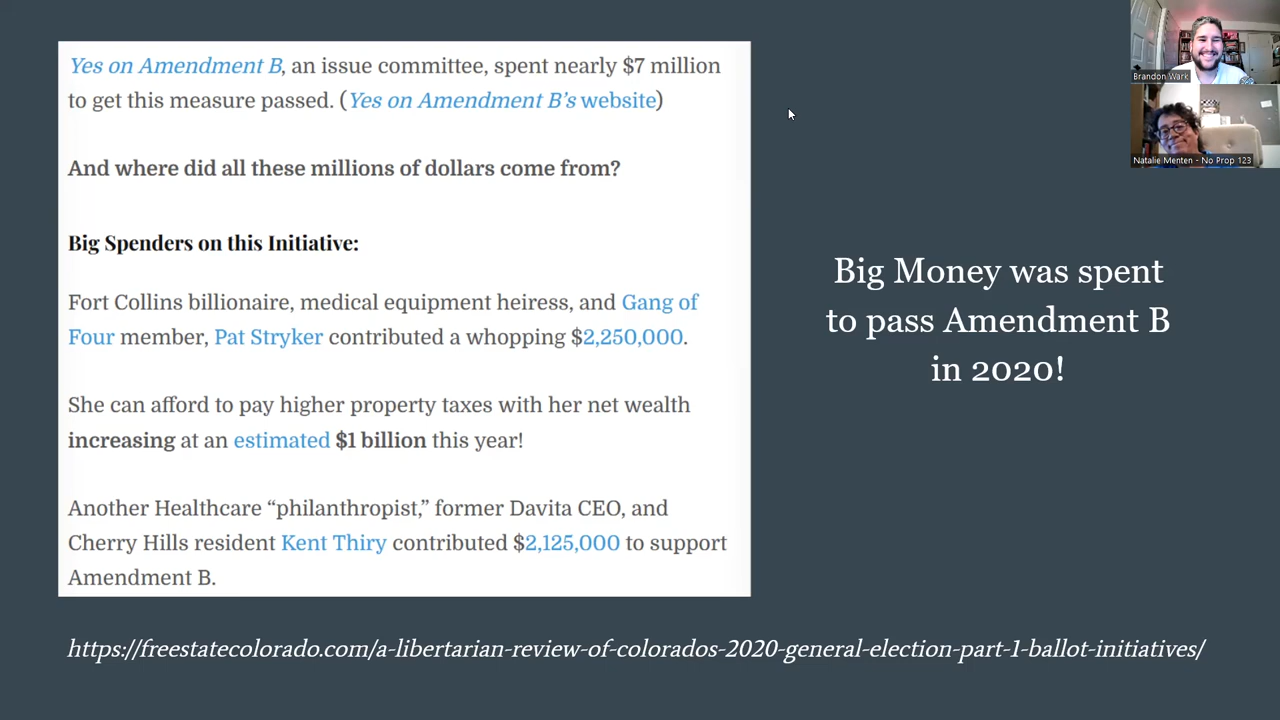 Yes on Amendment B, an issue committee, spent nearly $7 million
to get this measure passed. (Yes on Amendment B's website)
And where did all these millions of dollars come from?
Big Spenders on this Initiative:
Fort Collins billionaire, medical equipment heiress, and Gang of
Four member, Pat Stryker contributed a whopping $2,250,000.
She can afford to pay higher property taxes with her net wealth
increasing at an estimated $1 billion this year!
Another Healthcare “philanthropist,” former Davita CEO, and
Cherry Hills resident Kent Thiry contributed $2,125,000 to support
Amendment B.
Big Money was spent
to pass Amendment B
in 2020!
https://freestatecolorado.com/a-libertarian-review-of-colorados-2020-general-election-part-1-ballot-initiatives/
Brandon Wark
Natalie Menten - No Prop 123